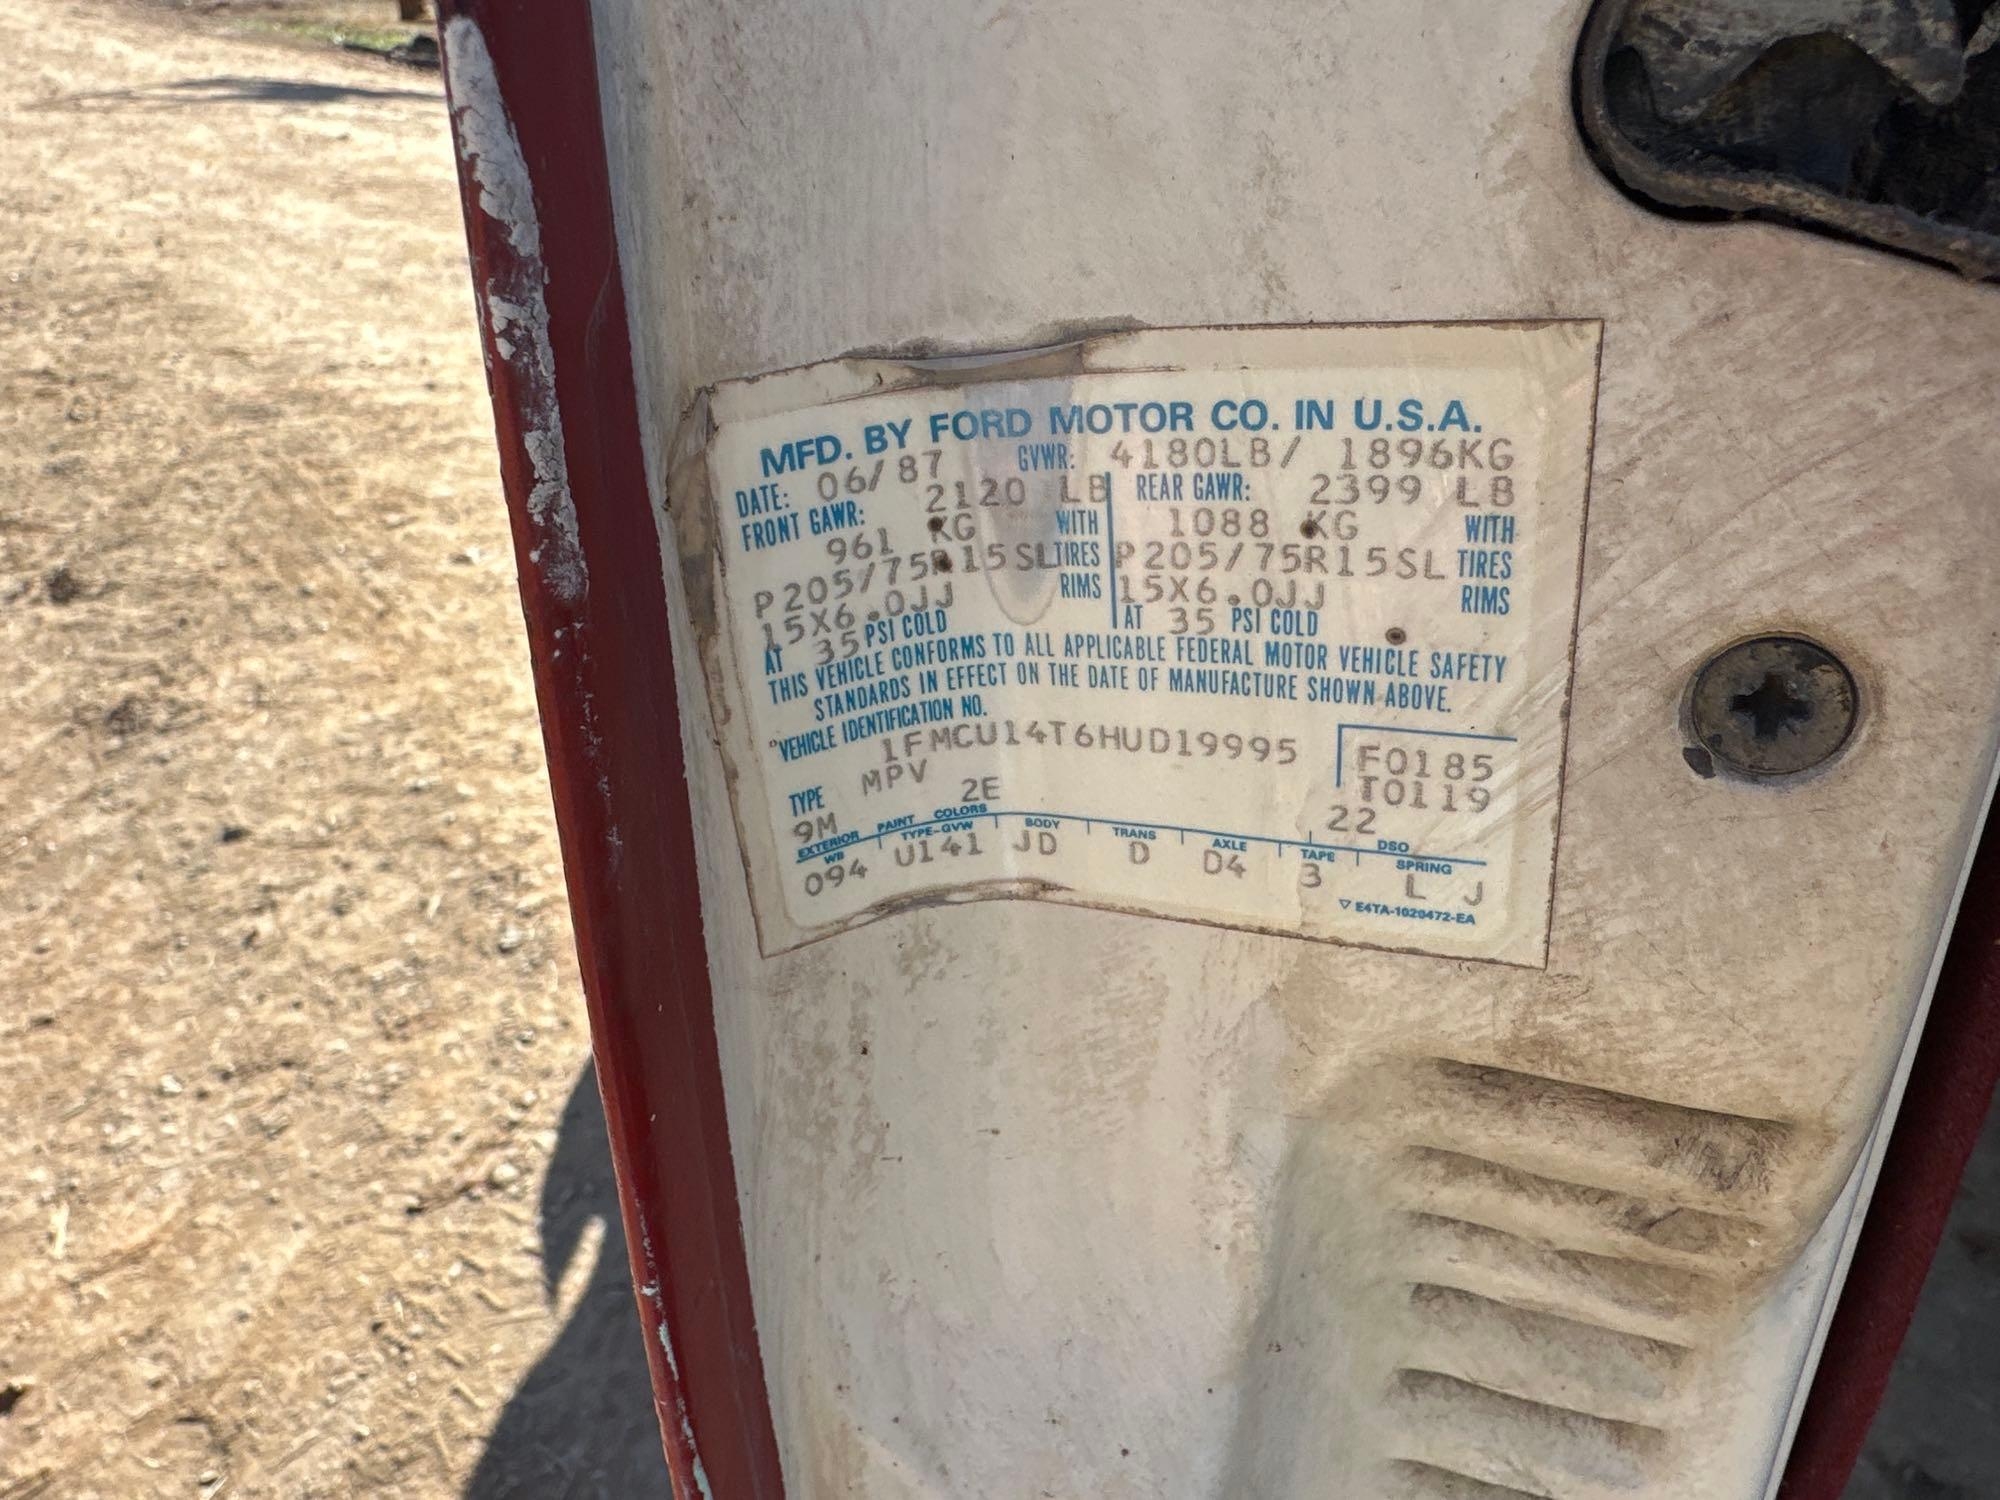 MFD. BY FORD MOTOR CO. IN U.S.A.
DATE: 06/87 GVWR: 4180LB/ 1896KG
FRONT GAWR: 2120 LB REAR GAWR: 2399 LB
961 KG WITH 1088 KG WITH
P205/75R15SL TIRES P205/75R15SL TIRES
15X6.0JJ RIMS 15X6.0JJ RIMS
AT 35 PSI COLD AT 35 PSI COLD
THIS VEHICLE CONFORMS TO ALL APPLICABLE FEDERAL MOTOR VEHICLE SAFETY
STANDARDS IN EFFECT ON THE DATE OF MANUFACTURE SHOWN ABOVE.
VEHICLE IDENTIFICATION NO.
1FMCU14T6HUD19995 F0185
TYPE MPV T0119
9M 2E 22
EXTERIOR PAINT COLORS DSO
WB TYPE-GVW BODY TRANS AXLE TAPE SPRING
094 U141 JD D D4 3 L J
▽ E4TA-1020472-EA